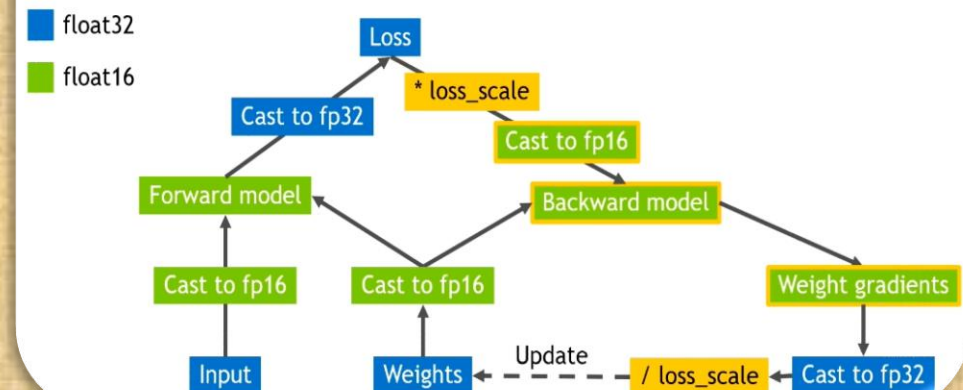 float32
float16
Loss
* loss_scale
Cast to fp32
Cast to fp16
Forward model
Backward model
Cast to fp16
Cast to fp16
Weight gradients
Update
Input
Weights
/ loss_scale
Cast to fp32